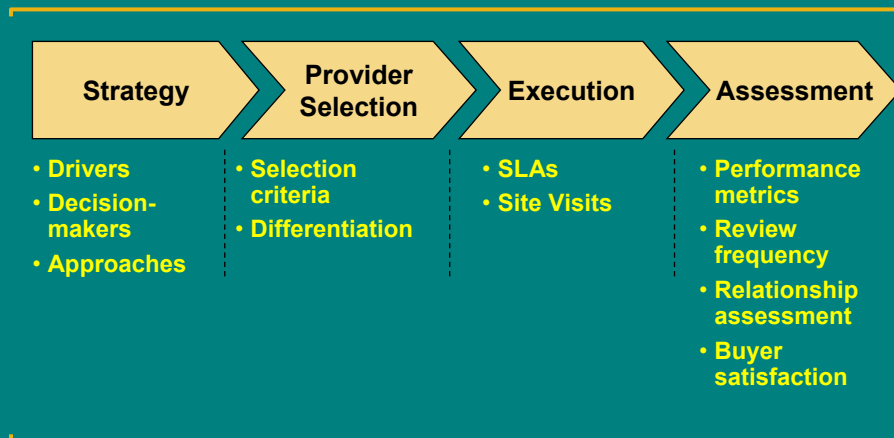 Strategy
Provider
Selection
Execution
Assessment
• Drivers
• Decision-
makers
• Approaches
• Selection
criteria
• Differentiation
• SLAs
• Site Visits
• Performance
metrics
• Review
frequency
• Relationship
assessment
• Buyer
satisfaction